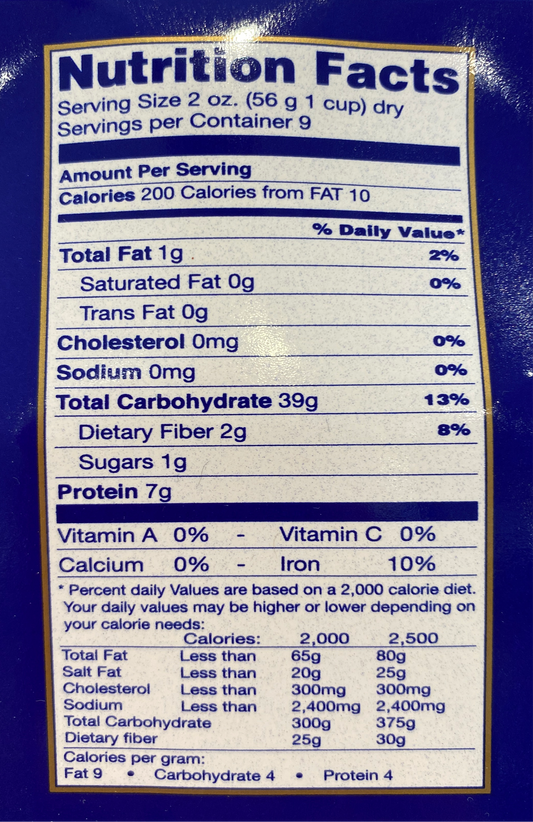 Nutrition Facts
Serving Size 2 oz. (56 g 1 cup) dry
Servings per Container 9
Amount Per Serving
Calories 200 Calories from FAT 10
% Daily Value*
Total Fat 1g 2%
Saturated Fat 0g 0%
Trans Fat 0g
Cholesterol 0mg 0%
Sodium 0mg 0%
Total Carbohydrate 39g 13%
Dietary Fiber 2g 8%
Sugars 1g
Protein 7g
Vitamin A 0% - Vitamin C 0%
Calcium 0% - Iron 10%
* Percent daily Values are based on a 2,000 calorie diet.
Your daily values may be higher or lower depending on
your calorie needs:
Calories: 2,000 2,500
Total Fat Less than 65g 80g
Salt Fat Less than 20g 25g
Cholesterol Less than 300mg 300mg
Sodium Less than 2,400mg 2,400mg
Total Carbohydrate 300g 375g
Dietary fiber 25g 30g
Calories per gram:
Fat 9 • Carbohydrate 4 • Protein 4